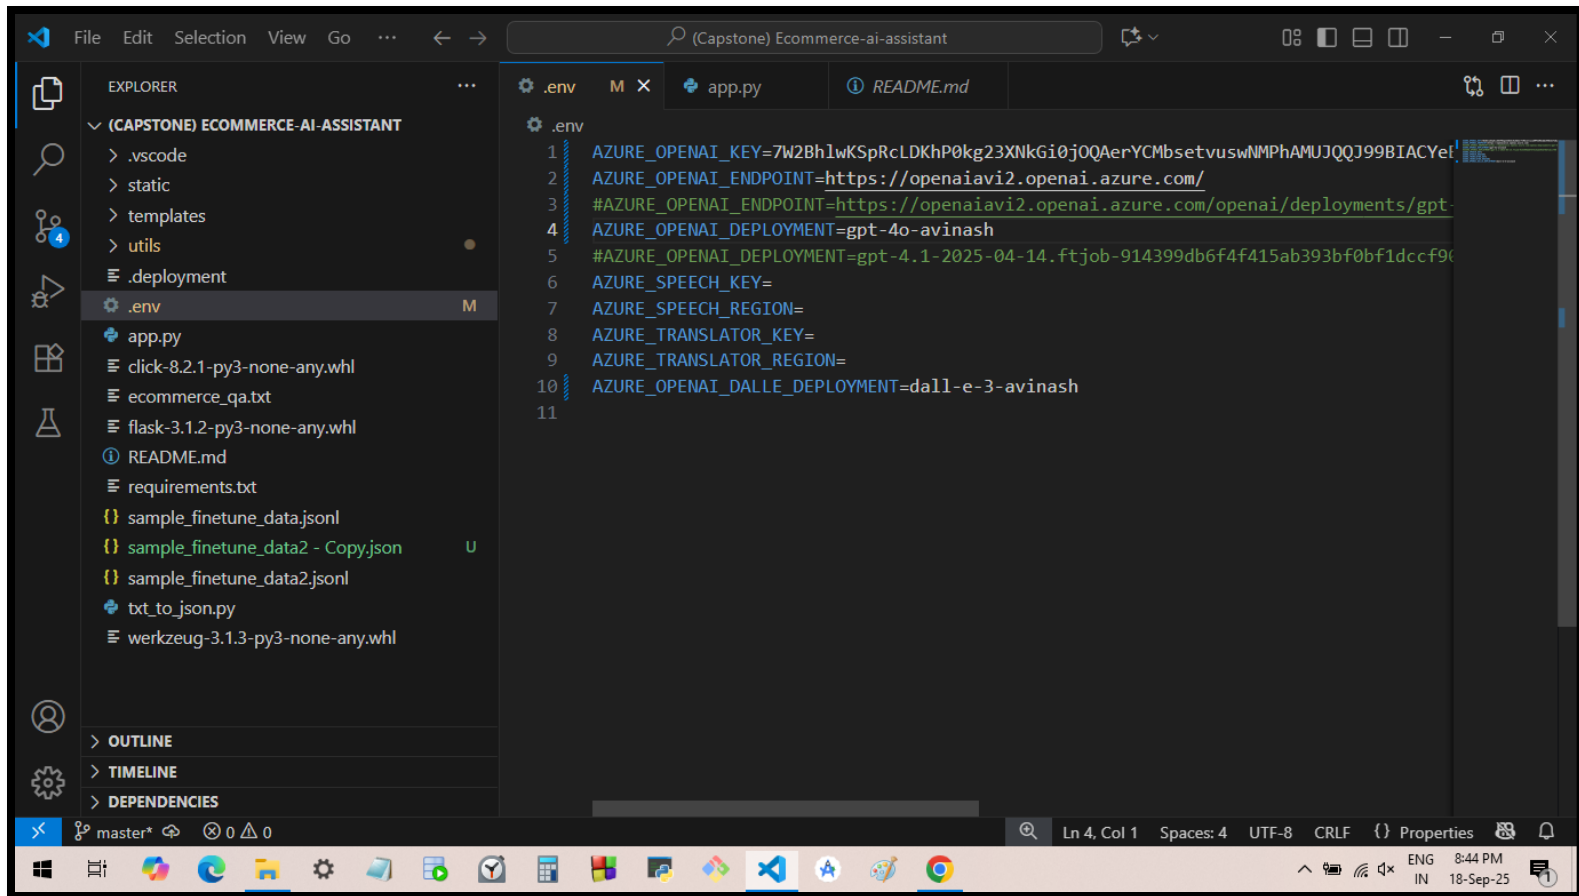 File Edit Selection View Go ··· (Capstone) Ecommerce-ai-assistant
EXPLORER ···
(CAPSTONE) ECOMMERCE-AI-ASSISTANT
.vscode
static
templates
utils
.deployment
.env M
app.py
click-8.2.1-py3-none-any.whl
ecommerce_qa.txt
flask-3.1.2-py3-none-any.whl
README.md
requirements.txt
sample_finetune_data.jsonl
sample_finetune_data2 - Copy.json U
sample_finetune_data2.jsonl
txt_to_json.py
werkzeug-3.1.3-py3-none-any.whl
OUTLINE
TIMELINE
DEPENDENCIES
4
.env M app.py README.md
.env
1 AZURE_OPENAI_KEY=7W2BhlwKSpRcLDKhP0kg23XNkGi0jOQAerYCMbsetvuswNMPhAMUJQQJ99BIACYeE
2 AZURE_OPENAI_ENDPOINT=https://openaiavi2.openai.azure.com/
3 #AZURE_OPENAI_ENDPOINT=https://openaiavi2.openai.azure.com/openai/deployments/gpt-
4 AZURE_OPENAI_DEPLOYMENT=gpt-4o-avinash
5 #AZURE_OPENAI_DEPLOYMENT=gpt-4.1-2025-04-14.ftjob-914399db6f4f415ab393bf0bf1dccf90
6 AZURE_SPEECH_KEY=
7 AZURE_SPEECH_REGION=
8 AZURE_TRANSLATOR_KEY=
9 AZURE_TRANSLATOR_REGION=
10 AZURE_OPENAI_DALLE_DEPLOYMENT=dall-e-3-avinash
11
master* 0 0 Ln 4, Col 1 Spaces: 4 UTF-8 CRLF {} Properties
ENG 8:44 PM
IN 18-Sep-25
1